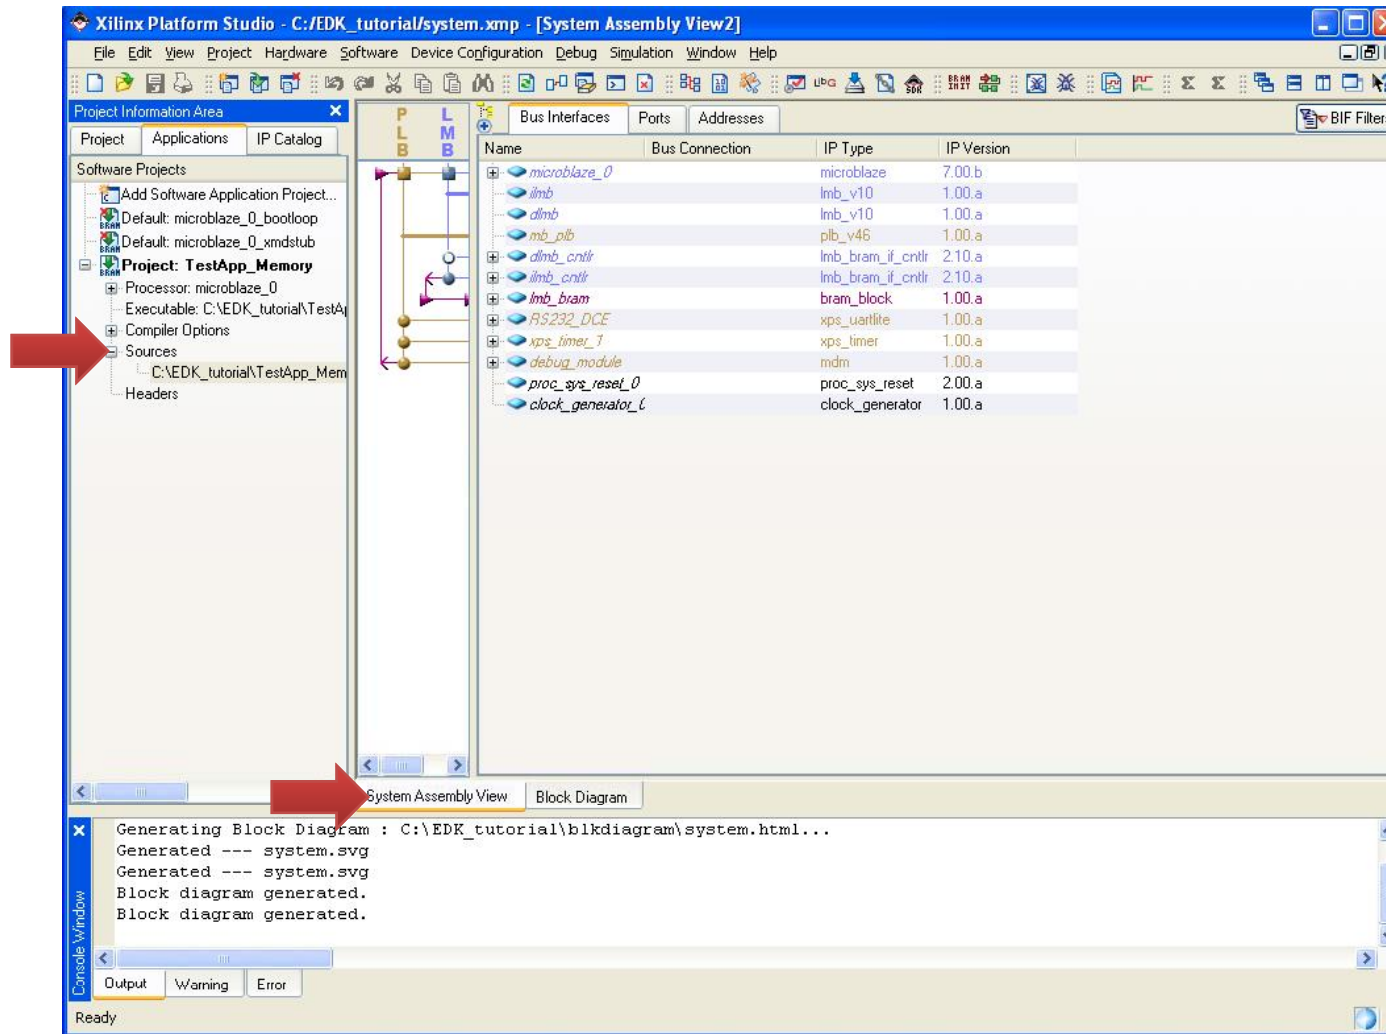 Xilinx Platform Studio - C:/EDK_tutorial/system.xmp - [System Assembly View2]
File Edit View Project Hardware Software Device Configuration Debug Simulation Window Help
Project Information Area
Project Applications IP Catalog
Software Projects
Add Software Application Project...
Default: microblaze_0_bootloop
Default: microblaze_0_xmdstub
Project: TestApp_Memory
Processor: microblaze_0
Executable: C:\EDK_tutorial\TestAp
Compiler Options
Sources
C:\EDK_tutorial\TestApp_Mem
Headers
PLB LMB
Bus Interfaces Ports Addresses
BIF Filter
Name Bus Connection IP Type IP Version
microblaze_0 microblaze 7.00.b
ilmb lmb_v10 1.00.a
dlmb lmb_v10 1.00.a
mb_plb plb_v46 1.00.a
dlmb_cntlr lmb_bram_if_cntlr 2.10.a
ilmb_cntlr lmb_bram_if_cntlr 2.10.a
lmb_bram bram_block 1.00.a
RS232_DCE xps_uartlite 1.00.a
xps_timer_1 xps_timer 1.00.a
debug_module mdm 1.00.a
proc_sys_reset_0 proc_sys_reset 2.00.a
clock_generator_ clock_generator 1.00.a
System Assembly View Block Diagram
Generating Block Diagram : C:\EDK_tutorial\blkdiagram\system.html...
Generated --- system.svg
Generated --- system.svg
Block diagram generated.
Block diagram generated.
Console Window
Output Warning Error
Ready